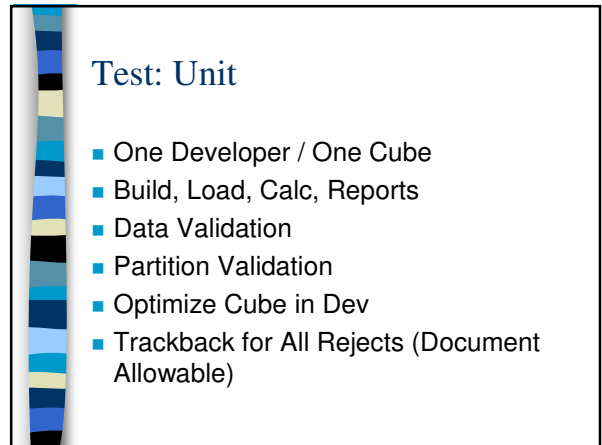 Test: Unit
One Developer / One Cube
Build, Load, Calc, Reports
Data Validation
Partition Validation
Optimize Cube in Dev
Trackback for All Rejects (Document
Allowable)